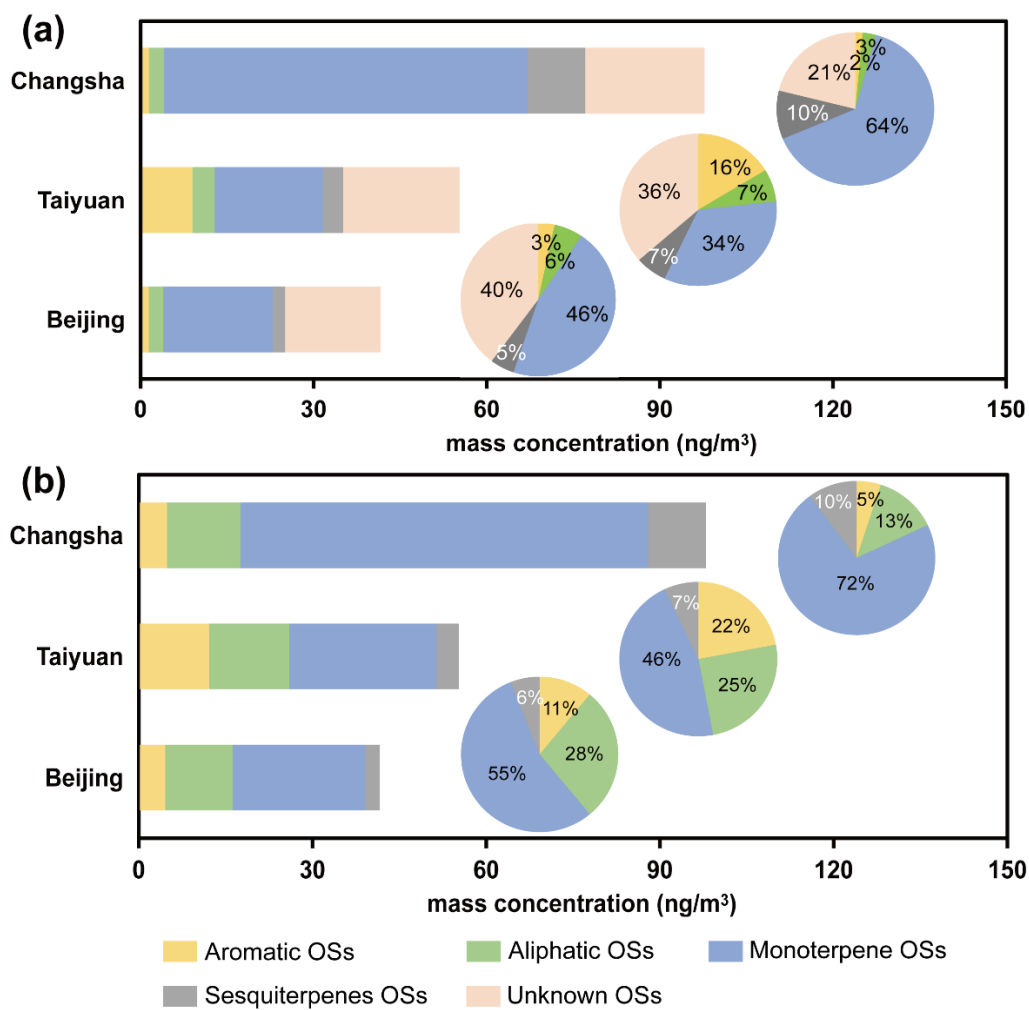 (a)
Changsha
3%
2%
21%
10%
64%
Taiyuan
16%
36%
7%
34%
7%
3%
6%
40%
Beijing
46%
5%
0 30 60 90 120 150
mass concentration (ng/m³)
(b)
Changsha
10% 5%
13%
72%
Taiyuan
7%
22%
46%
25%
6%
11%
Beijing
28%
55%
0 30 60 90 120 150
mass concentration (ng/m³)
Aromatic OSs Aliphatic OSs Monoterpene OSs
Sesquiterpenes OSs Unknown OSs